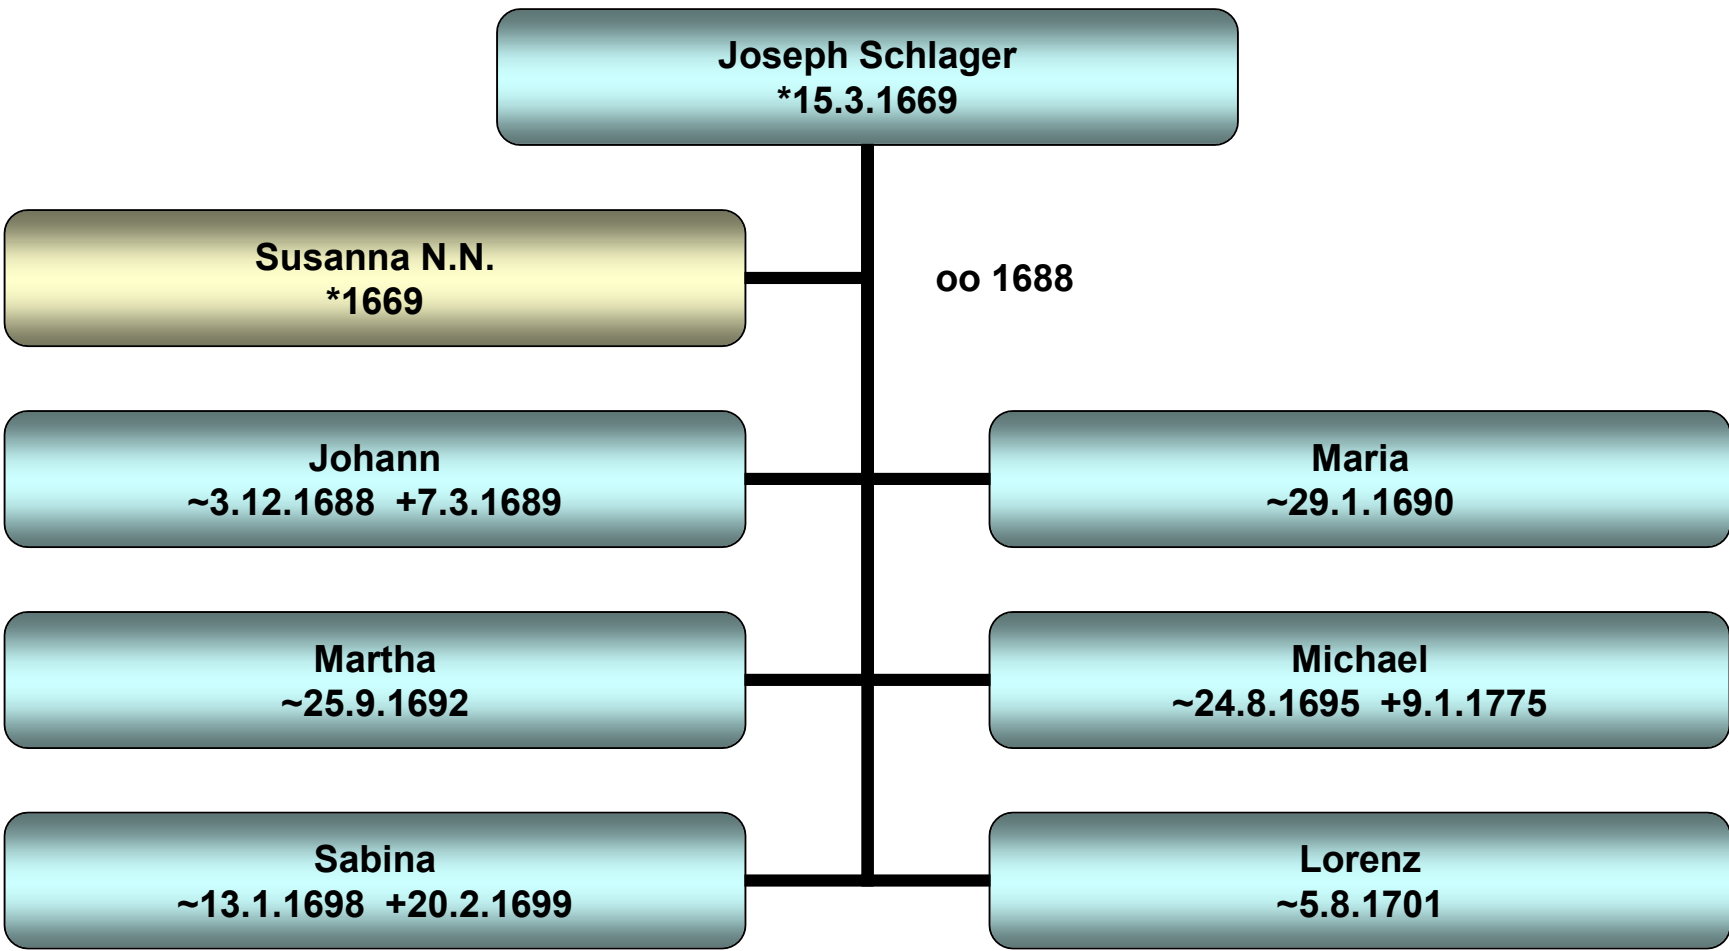 Joseph Schlager
*15.3.1669
Susanna N.N.
*1669
oo 1688
Johann
~3.12.1688  +7.3.1689
Maria
~29.1.1690
Martha
~25.9.1692
Michael
~24.8.1695  +9.1.1775
Sabina
~13.1.1698  +20.2.1699
Lorenz
~5.8.1701